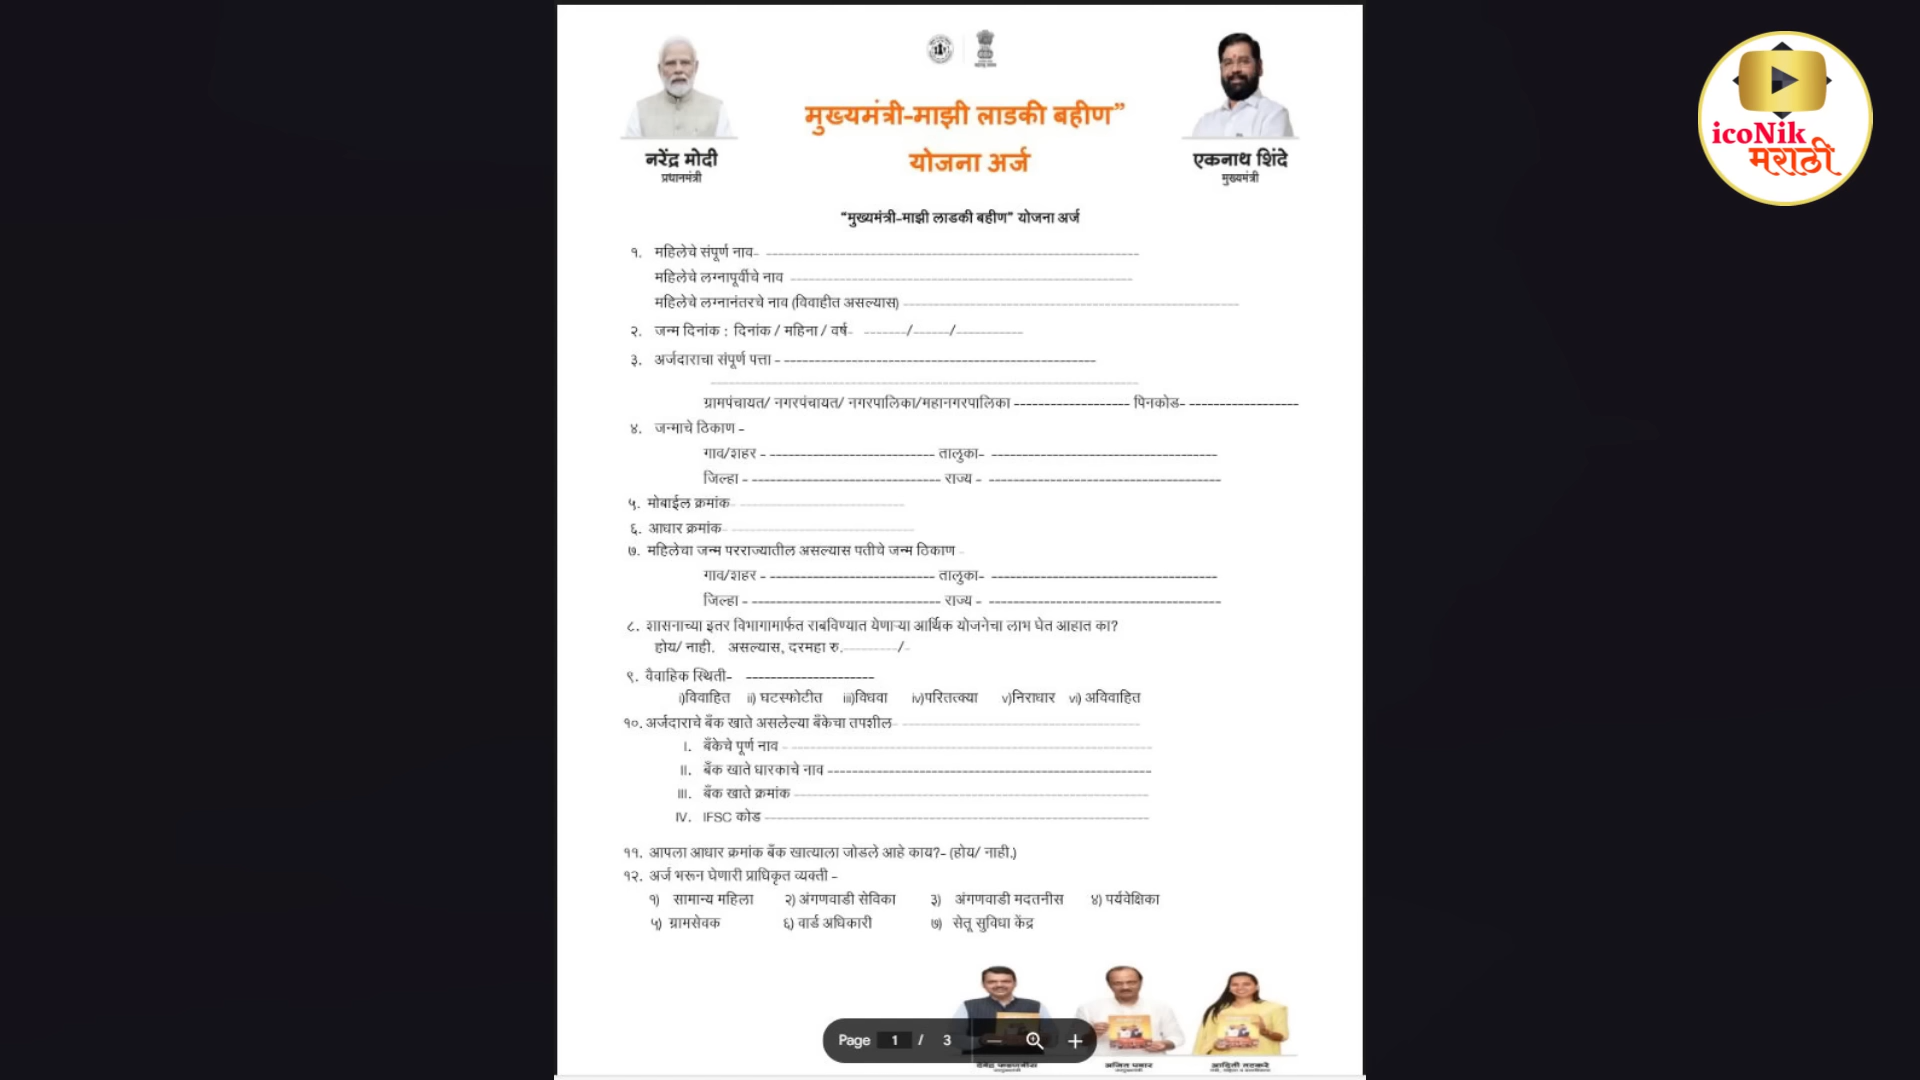 मुख्यमंत्री-माझी लाडकी बहीण”
योजना अर्ज
नरेंद्र मोदी
प्रधानमंत्री
एकनाथ शिंदे
मुख्यमंत्री
icoNik
मराठी
“मुख्यमंत्री-माझी लाडकी बहीण” योजना अर्ज
१. महिलेचे संपूर्ण नाव-
महिलेचे लग्नापूर्वीचे नाव
महिलेचे लग्नानंतरचे नाव (विवाहीत असल्यास)
२. जन्म दिनांक : दिनांक / महिना / वर्ष- -------/------/-----------
३. अर्जदाराचा संपूर्ण पत्ता -
ग्रामपंचायत/ नगरपंचायत/ नगरपालिका/महानगरपालिका ------------------- पिनकोड- ------------------
४. जन्माचे ठिकाण -
गाव/शहर - --------------------------- तालुका- -------------------------------------
जिल्हा - ------------------------------- राज्य - --------------------------------------
५. मोबाईल क्रमांक-
६. आधार क्रमांक-
७. महिलेचा जन्म परराज्यातील असल्यास पतीचे जन्म ठिकाण -
गाव/शहर - --------------------------- तालुका- -------------------------------------
जिल्हा - ------------------------------- राज्य - --------------------------------------
८. शासनाच्या इतर विभागामार्फत राबविण्यात येणाऱ्या आर्थिक योजनेचा लाभ घेत आहात का?
होय/ नाही. असल्यास, दरमहा रु.---------/-
९. वैवाहिक स्थिती- ---------------------
i)विवाहित ii) घटस्फोटीत iii)विधवा iv)परितत्क्या v)निराधार vi) अविवाहित
१०. अर्जदाराचे बँक खाते असलेल्या बँकेचा तपशील-
I. बँकेचे पूर्ण नाव -
II. बँक खाते धारकाचे नाव
III. बँक खाते क्रमांक
IV. IFSC कोड
११. आपला आधार क्रमांक बँक खात्याला जोडले आहे काय?- (होय/ नाही.)
१२. अर्ज भरून घेणारी प्राधिकृत व्यक्ती -
१) सामान्य महिला २) अंगणवाडी सेविका ३) अंगणवाडी मदतनीस ४) पर्यवेक्षिका
५) ग्रामसेवक ६) वार्ड अधिकारी ७) सेतू सुविधा केंद्र
Page 1 / 3
अजित पवार
आदिती तटकरे